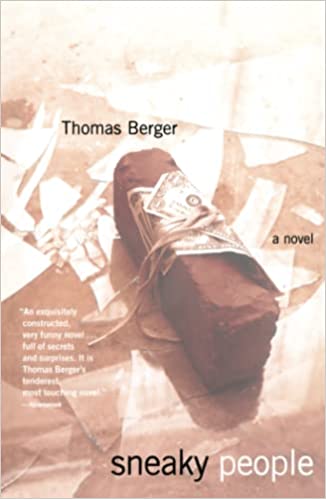 Thomas Berger
a novel
"An exquisitely
constructed,
very funny novel ...
full of secrets
and surprises. It is
Thomas Berger's
tenderest,
most touching novel."
—Newsweek
sneaky people